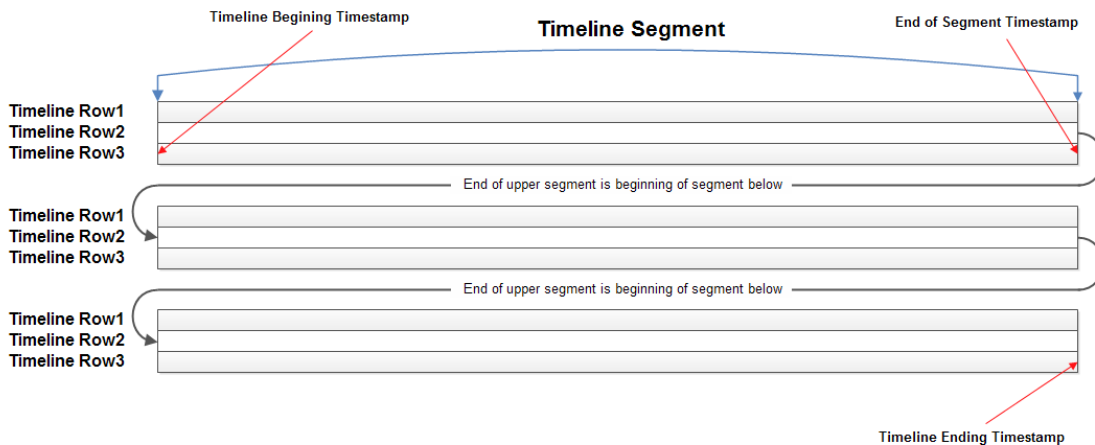 Timeline Begining Timestamp
End of Segment Timestamp
Timeline Segment
Timeline Row1
Timeline Row2
Timeline Row3
End of upper segment is beginning of segment below
Timeline Row1
Timeline Row2
Timeline Row3
End of upper segment is beginning of segment below
Timeline Row1
Timeline Row2
Timeline Row3
Timeline Ending Timestamp